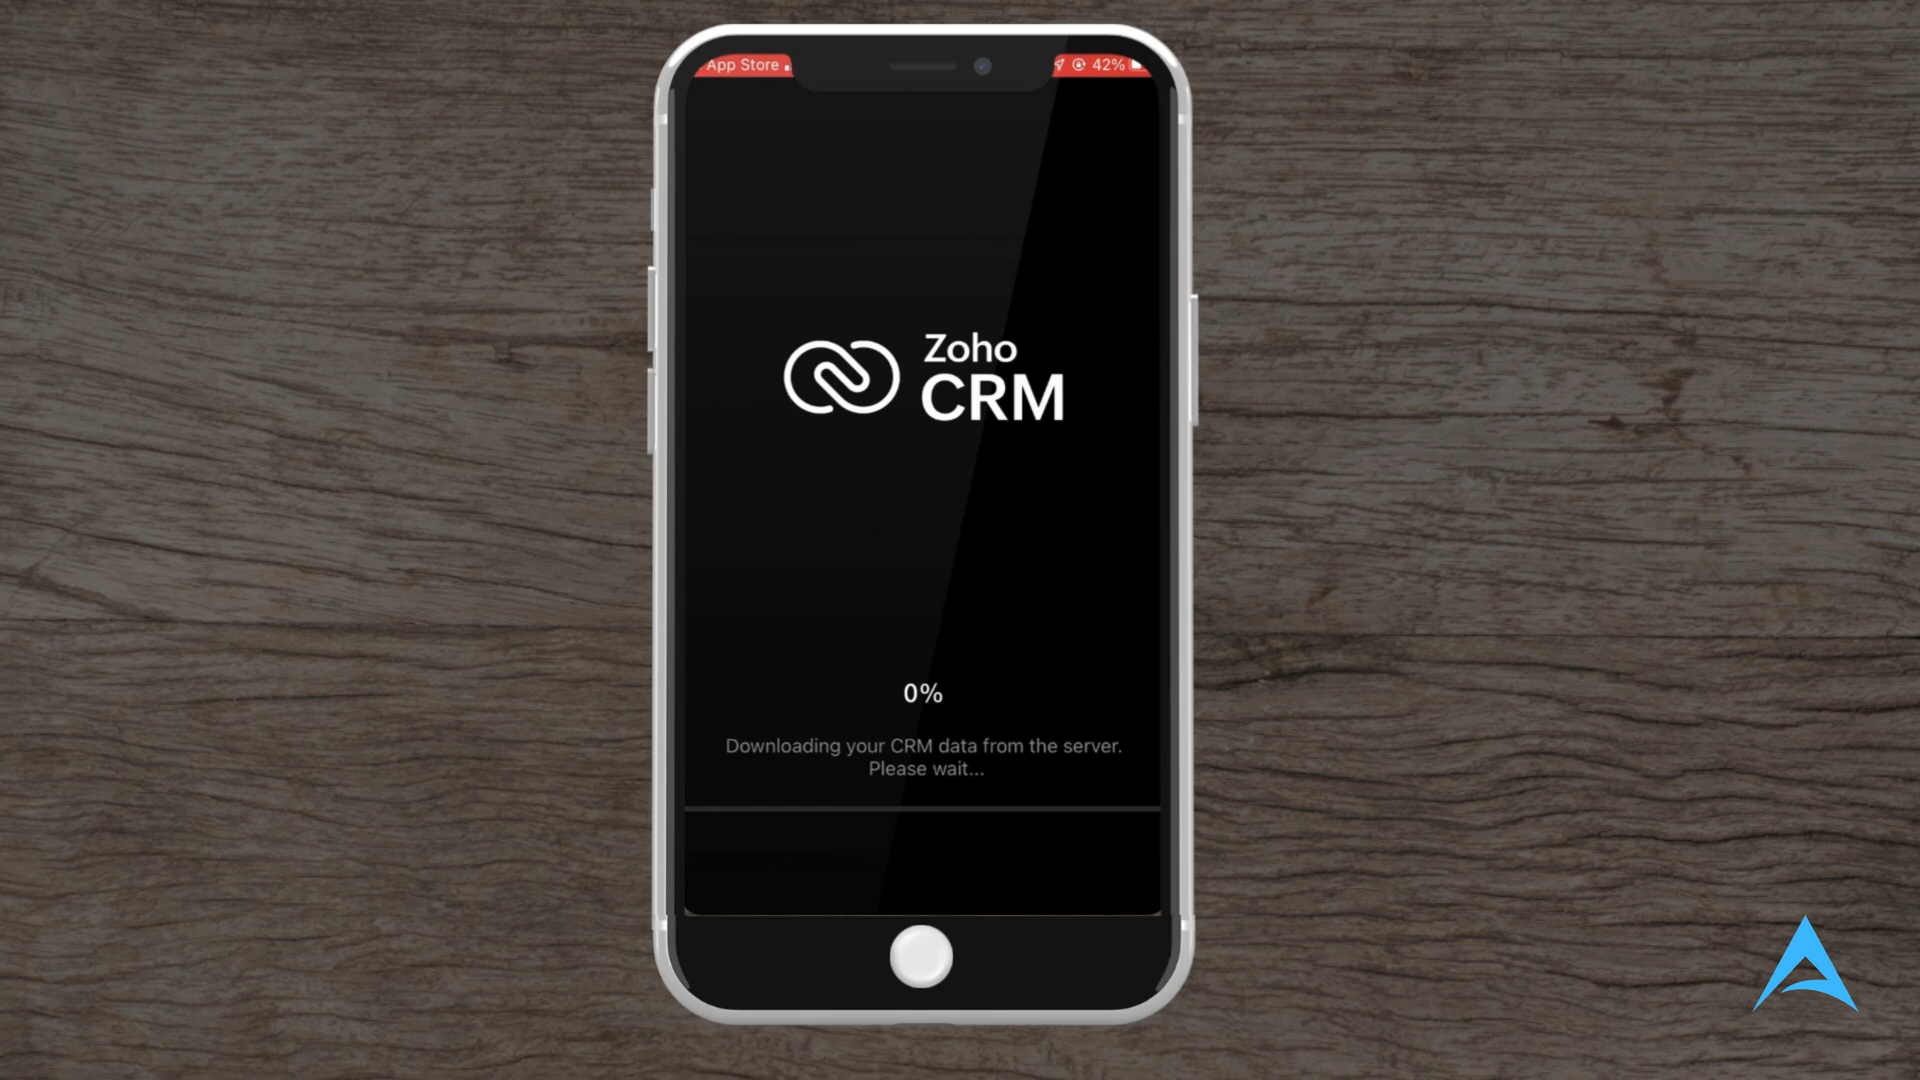 App Store
42%
Zoho
CRM
0%
Downloading your CRM data from the server.
Please wait...